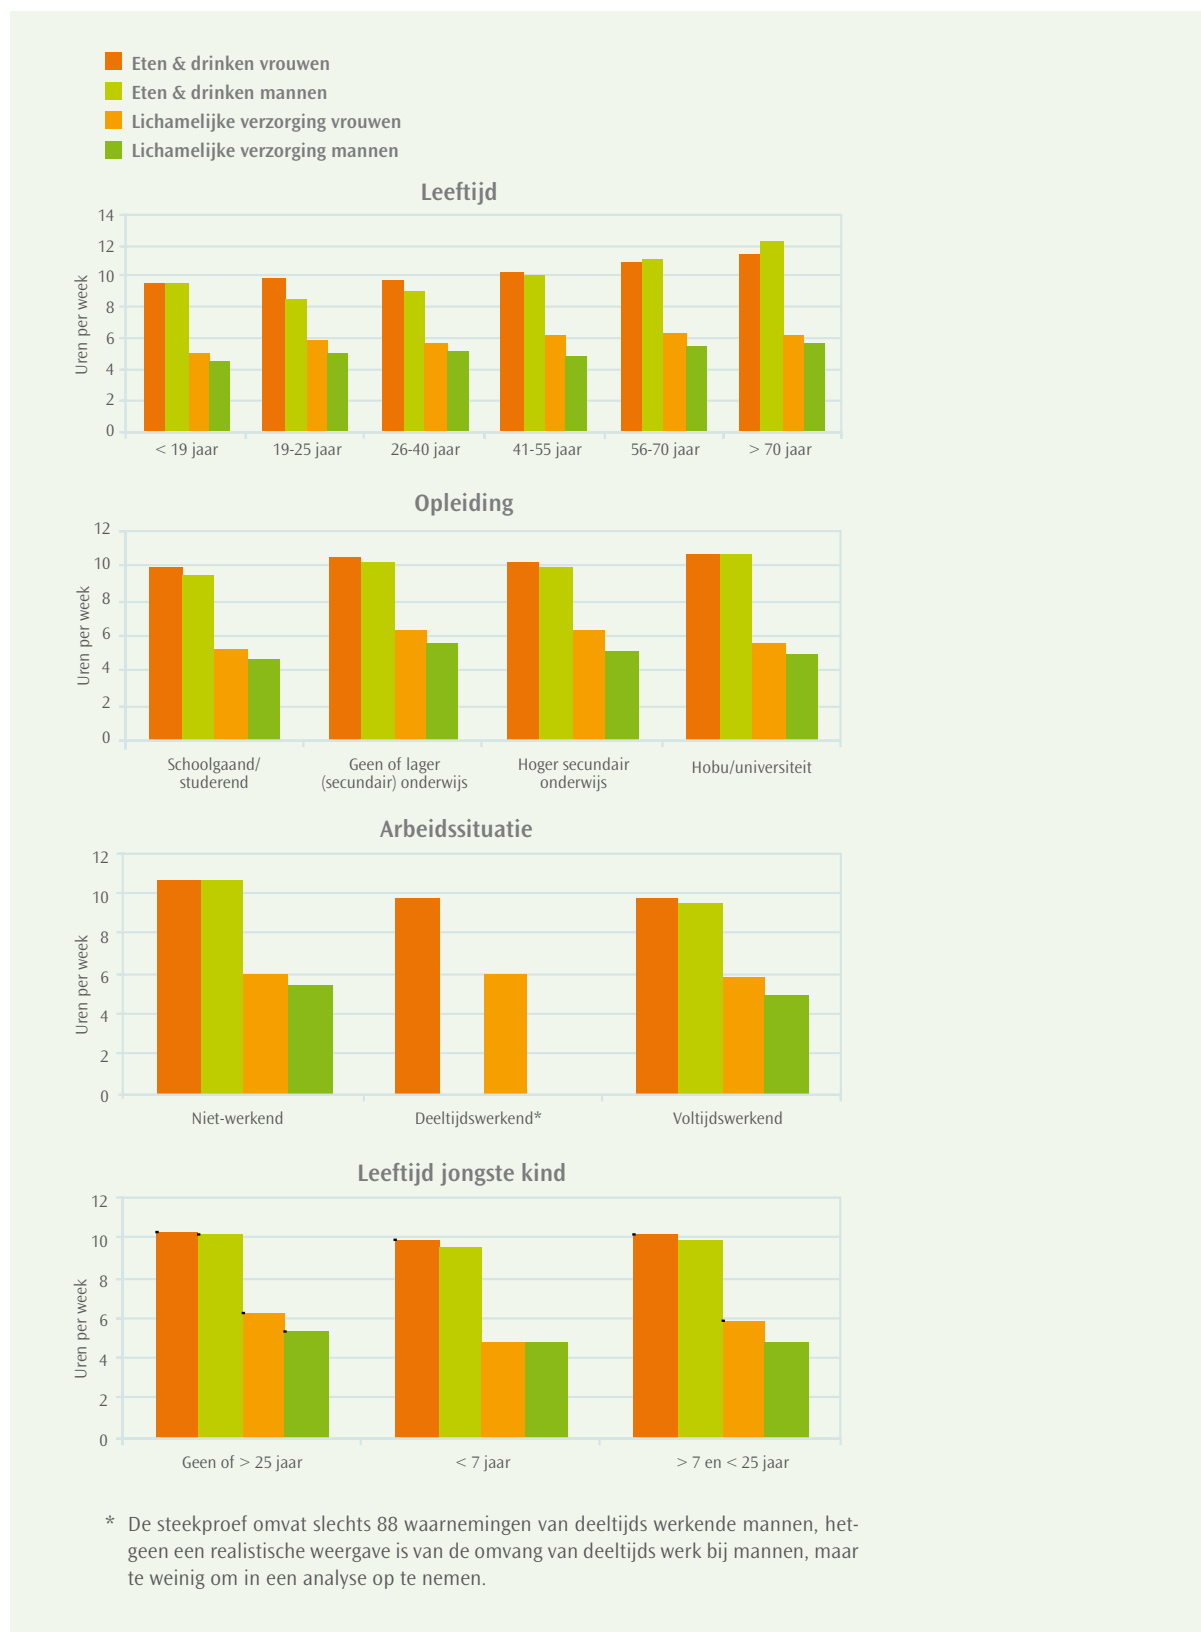 Eten & drinken vrouwen
Eten & drinken mannen
Lichamelijke verzorging vrouwen
Lichamelijke verzorging mannen
Leeftijd
Uren per week
14
12
10
8
6
4
2
0
< 19 jaar
19-25 jaar
26-40 jaar
41-55 jaar
56-70 jaar
> 70 jaar
Opleiding
Uren per week
12
10
8
6
4
2
0
Schoolgaand/
studerend
Geen of lager
(secundair) onderwijs
Hoger secundair
onderwijs
Hobu/universiteit
Arbeidssituatie
Uren per week
12
10
8
6
4
2
0
Niet-werkend
Deeltijdswerkend*
Voltijdswerkend
Leeftijd jongste kind
Uren per week
12
10
8
6
4
2
0
Geen of > 25 jaar
< 7 jaar
> 7 en < 25 jaar
* De steekproef omvat slechts 88 waarnemingen van deeltijds werkende mannen, het-
geen een realistische weergave is van de omvang van deeltijds werk bij mannen, maar
te weinig om in een analyse op te nemen.